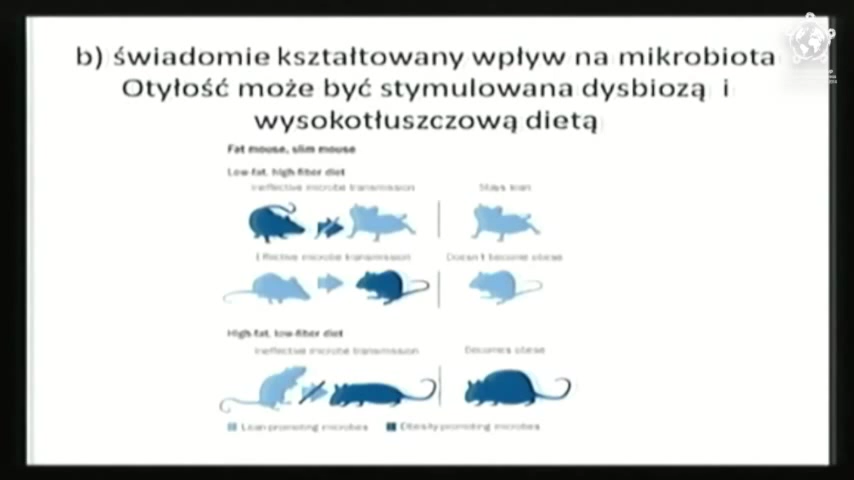 b) świadomie kształtowany wpływ na mikrobiota
Otyłość może być stymulowana dysbiozą i
wysokotłuszczową dietą
Fat mouse, slim mouse
Low-fat, high-fiber diet
Ineffective microbe transmission
Stays lean
Effective microbe transmission
Doesn't become obese
High-fat, low-fiber diet
Ineffective microbe transmission
Becomes obese
Lean-promoting microbes
Obesity-promoting microbes